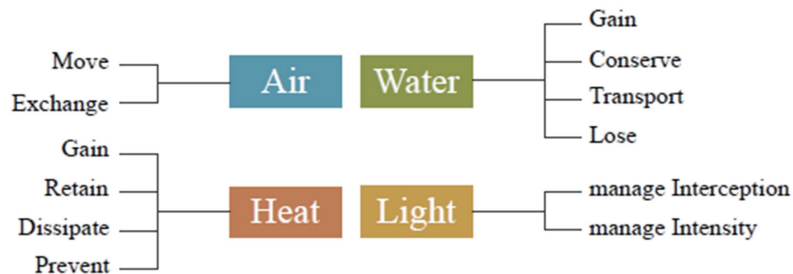 Move
Exchange
Air
Water
Gain
Conserve
Transport
Lose
Gain
Retain
Dissipate
Prevent
Heat
Light
manage Interception
manage Intensity